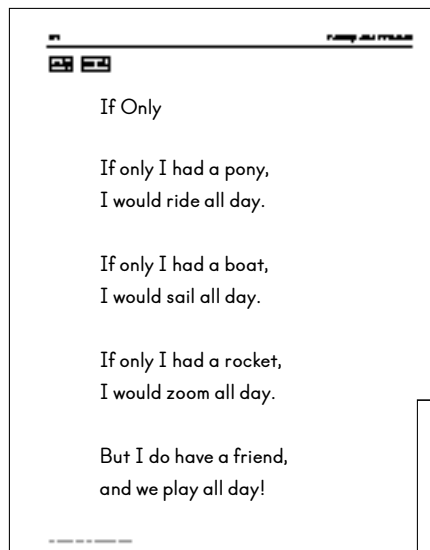 If Only
If only I had a pony,
I would ride all day.
If only I had a boat,
I would sail all day.
If only I had a rocket,
I would zoom all day.
But I do have a friend,
and we play all day!